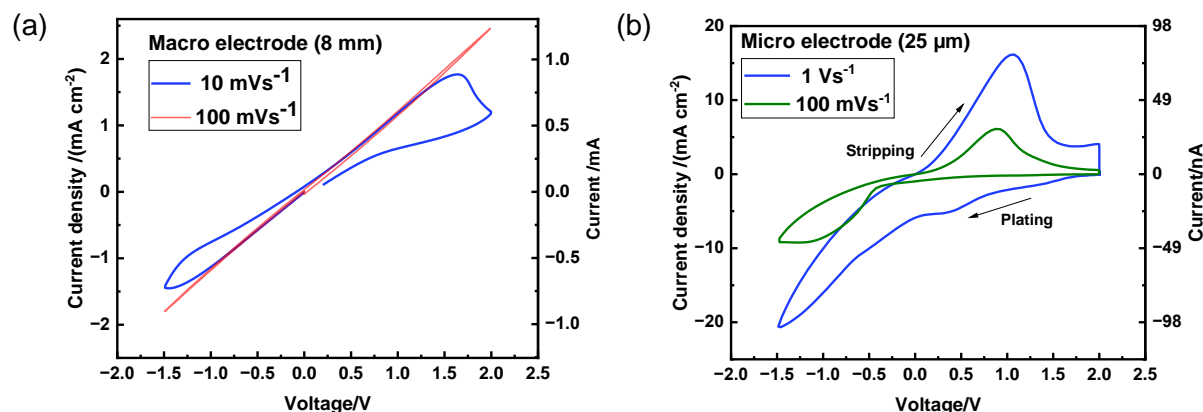 (a)
Macro electrode (8 mm)
10 mVs⁻¹
100 mVs⁻¹
Current density /(mA cm⁻²)
2
1
0
−1
−2
Current /mA
1.0
0.5
0.0
−0.5
−1.0
−2.0 −1.5 −1.0 −0.5 0.0 0.5 1.0 1.5 2.0 2.5
Voltage/V
(b)
Micro electrode (25 µm)
1 Vs⁻¹
100 mVs⁻¹
Stripping
Plating
Current density /(mA cm⁻²)
20
10
0
−10
−20
Current/nA
98
49
0
−49
−98
−2.0 −1.5 −1.0 −0.5 0.0 0.5 1.0 1.5 2.0 2.5
Voltage/V